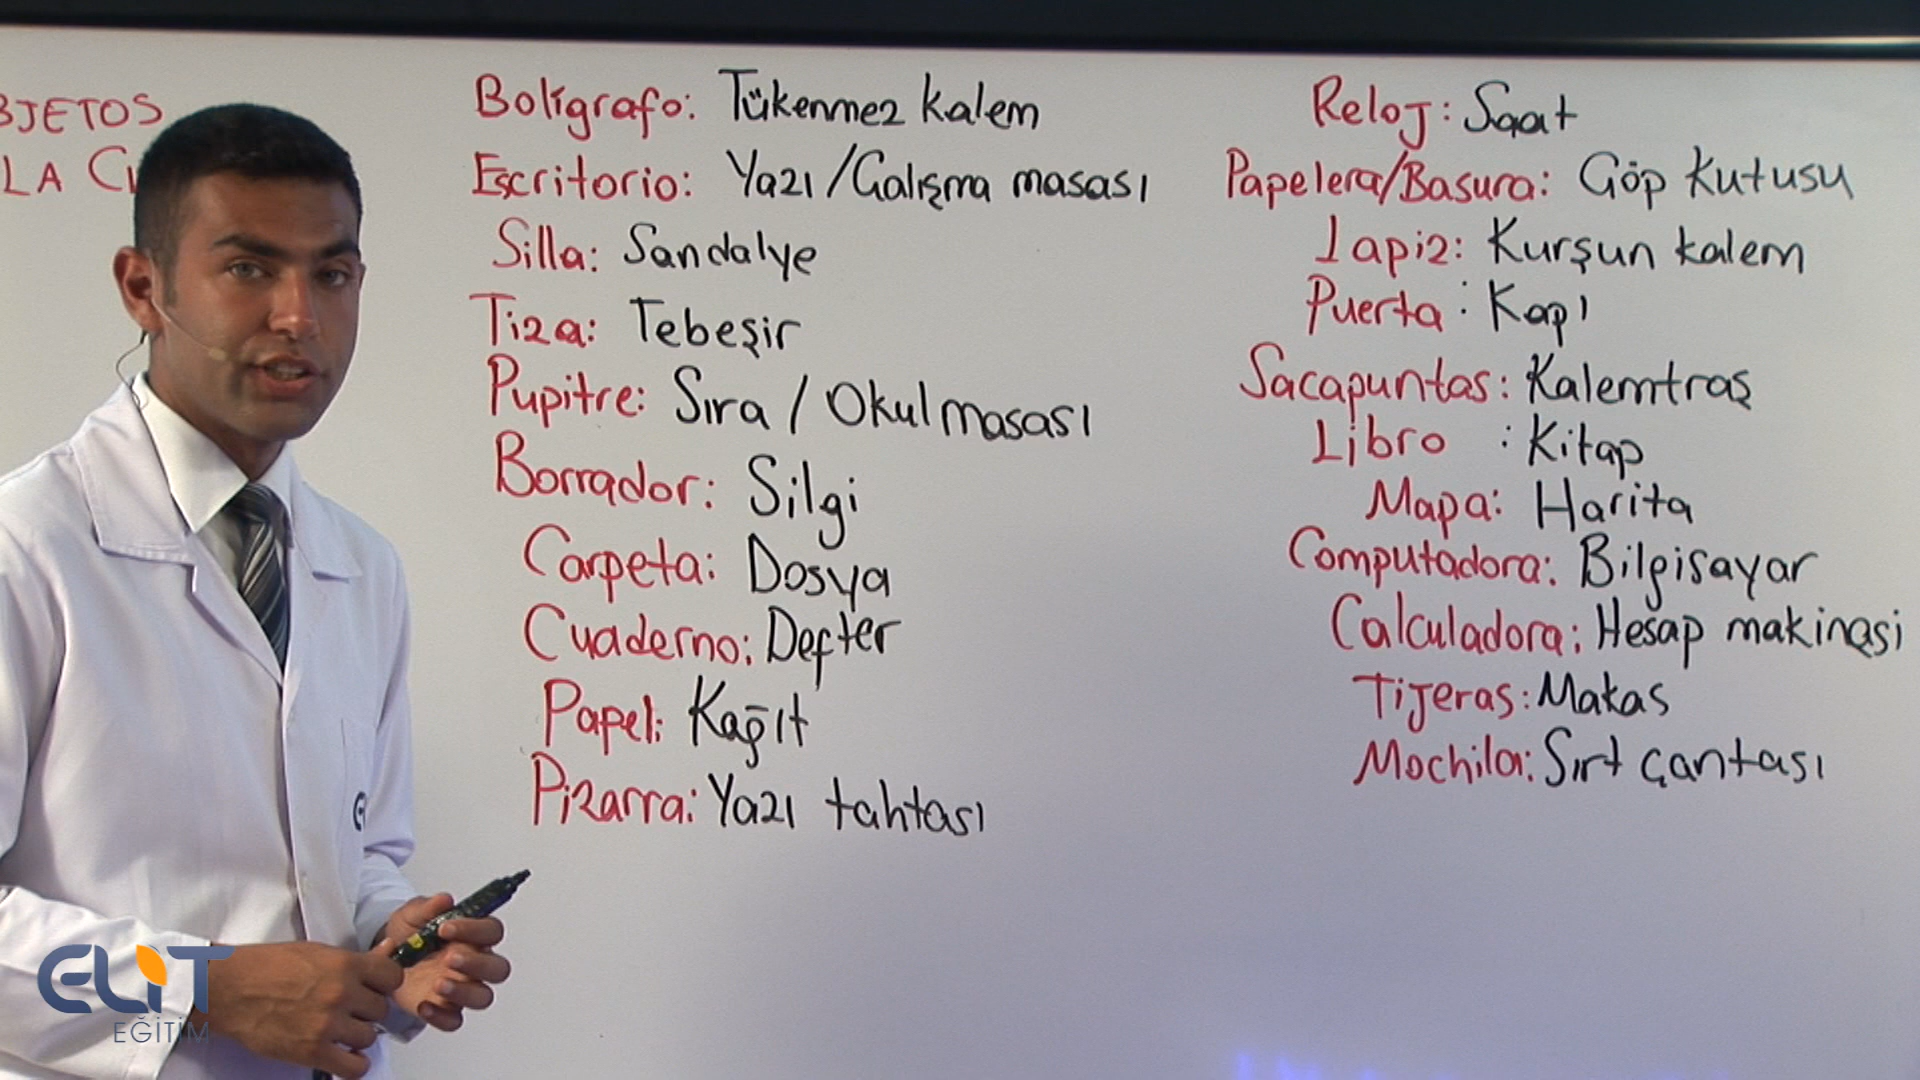 BJETOS
LA C
Bolígrafo: Tükenmez kalem
Escritorio: Yazı/Çalışma masası
Silla: Sandalye
Tiza: Tebeşir
Pupitre: Sıra / Okul masası
Borrador: Silgi
Carpeta: Dosya
Cuaderno: Defter
Papel: Kağıt
Pizarra: Yazı tahtası
Reloj: Saat
Papelera/Basura: Çöp kutusu
Lapiz: Kurşun kalem
Puerta: Kapı
Sacapuntas: Kalemtraş
Libro: Kitap
Mapa: Harita
Computadora: Bilgisayar
Calculadora: Hesap makinası
Tijeras: Makas
Mochila: Sırt çantası
ELiT
EĞİTİM